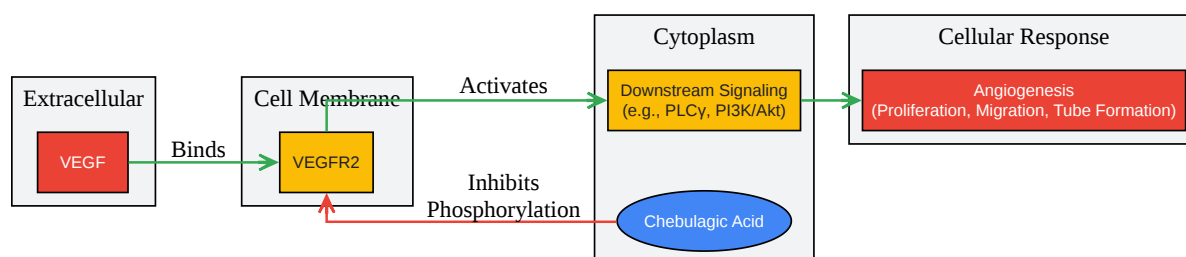 Extracellular
VEGF
Binds
Cell Membrane
VEGFR2
Activates
Inhibits
Phosphorylation
Cytoplasm
Downstream Signaling
(e.g., PLCγ, PI3K/Akt)
Chebulagic Acid
Cellular Response
Angiogenesis
(Proliferation, Migration, Tube Formation)